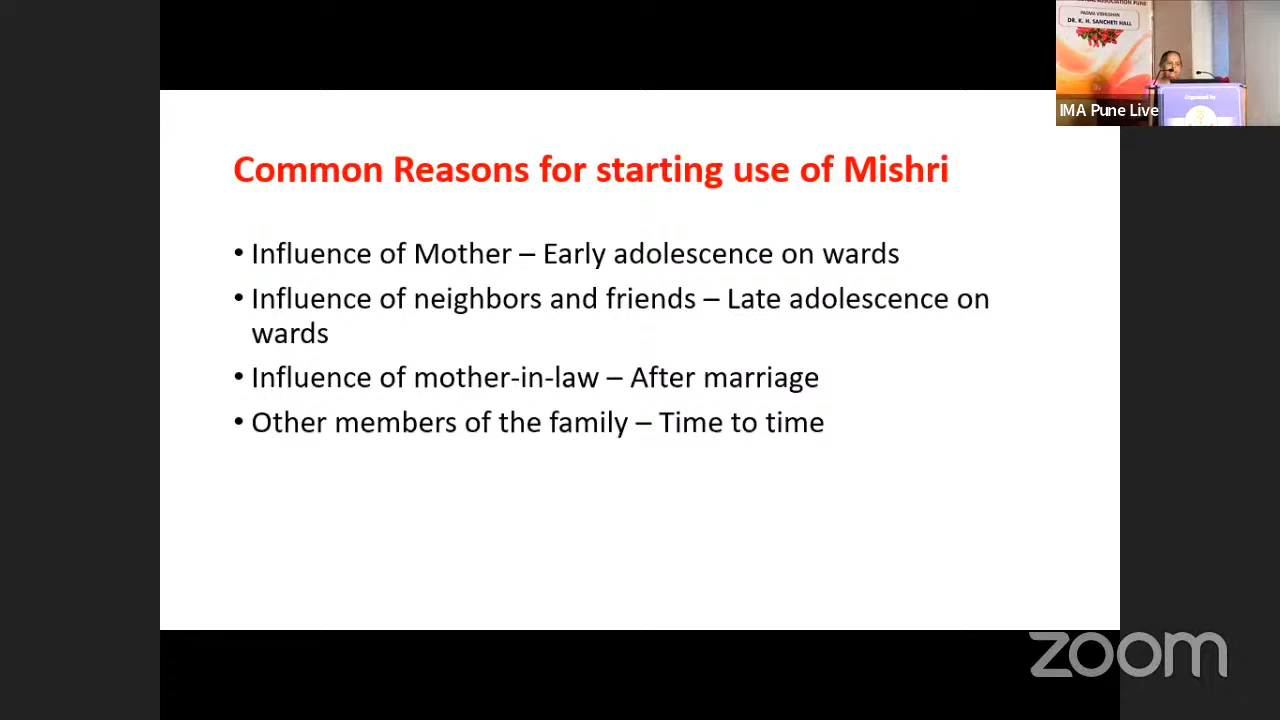 PADMA VIBHUSHN
DR. K. H. SANCHETI HALL
IMA Pune Live
Common Reasons for starting use of Mishri
• Influence of Mother – Early adolescence on wards
• Influence of neighbors and friends – Late adolescence on
wards
• Influence of mother-in-law – After marriage
• Other members of the family – Time to time
zoom